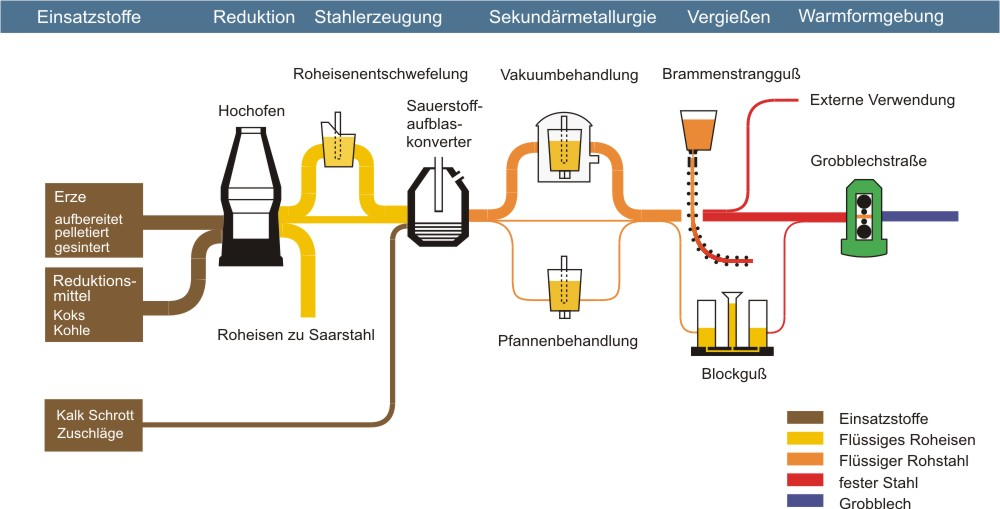 Einsatzstoffe
Reduktion
Stahlerzeugung
Sekundärmetallurgie
Vergießen
Warmformgebung
Roheisenentschwefelung
Vakuumbehandlung
Brammenstrangguß
Hochofen
Sauerstoff-
aufblas-
konverter
Externe Verwendung
Grobblechstraße
Erze
aufbereitet
pelletiert
gesintert
Reduktions-
mittel
Koks
Kohle
Roheisen zu Saarstahl
Pfannenbehandlung
Blockguß
Kalk Schrott
Zuschläge
Einsatzstoffe
Flüssiges Roheisen
Flüssiger Rohstahl
fester Stahl
Grobblech